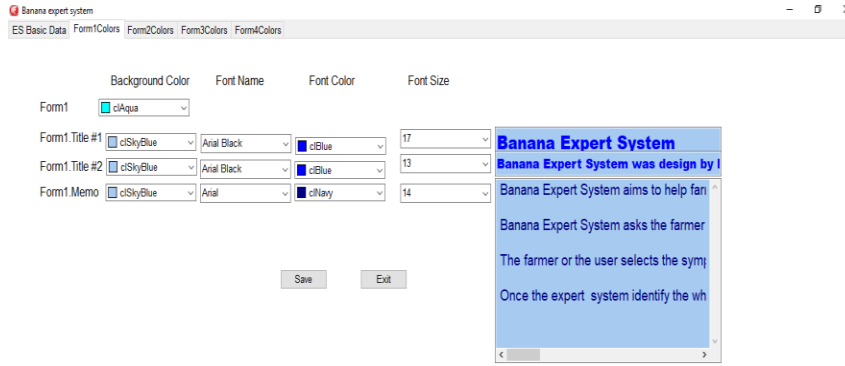 Banana expert system
ES Basic Data Form1Colors Form2Colors Form3Colors Form4Colors
Background Color Font Name Font Color Font Size
Form1 clAqua
Form1.Title #1 clSkyBlue Arial Black clBlue 17
Form1.Title #2 clSkyBlue Arial Black clBlue 13
Form1.Memo clSkyBlue Arial clNavy 14
Save Exit
Banana Expert System
Banana Expert System was design by
Banana Expert System aims to help
Banana Expert System asks the farmer
The farmer or the user selects the
Once the expert system identify the